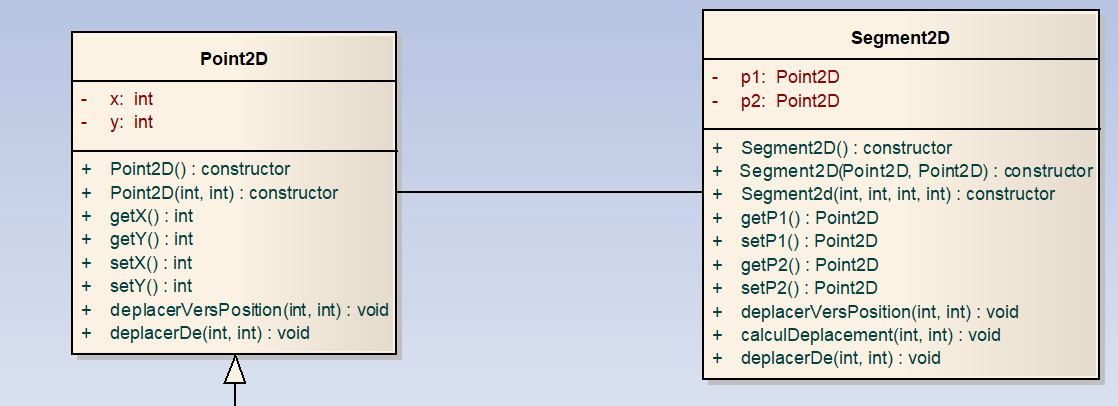 Point2D
- x: int
- y: int
+ Point2D() : constructor
+ Point2D(int, int) : constructor
+ getX() : int
+ getY() : int
+ setX() : int
+ setY() : int
+ deplacerVersPosition(int, int) : void
+ deplacerDe(int, int) : void
Segment2D
- p1: Point2D
- p2: Point2D
+ Segment2D() : constructor
+ Segment2D(Point2D, Point2D) : constructor
+ Segment2d(int, int, int, int) : constructor
+ getP1() : Point2D
+ setP1() : Point2D
+ getP2() : Point2D
+ setP2() : Point2D
+ deplacerVersPosition(int, int) : void
+ calculDeplacement(int, int) : void
+ deplacerDe(int, int) : void